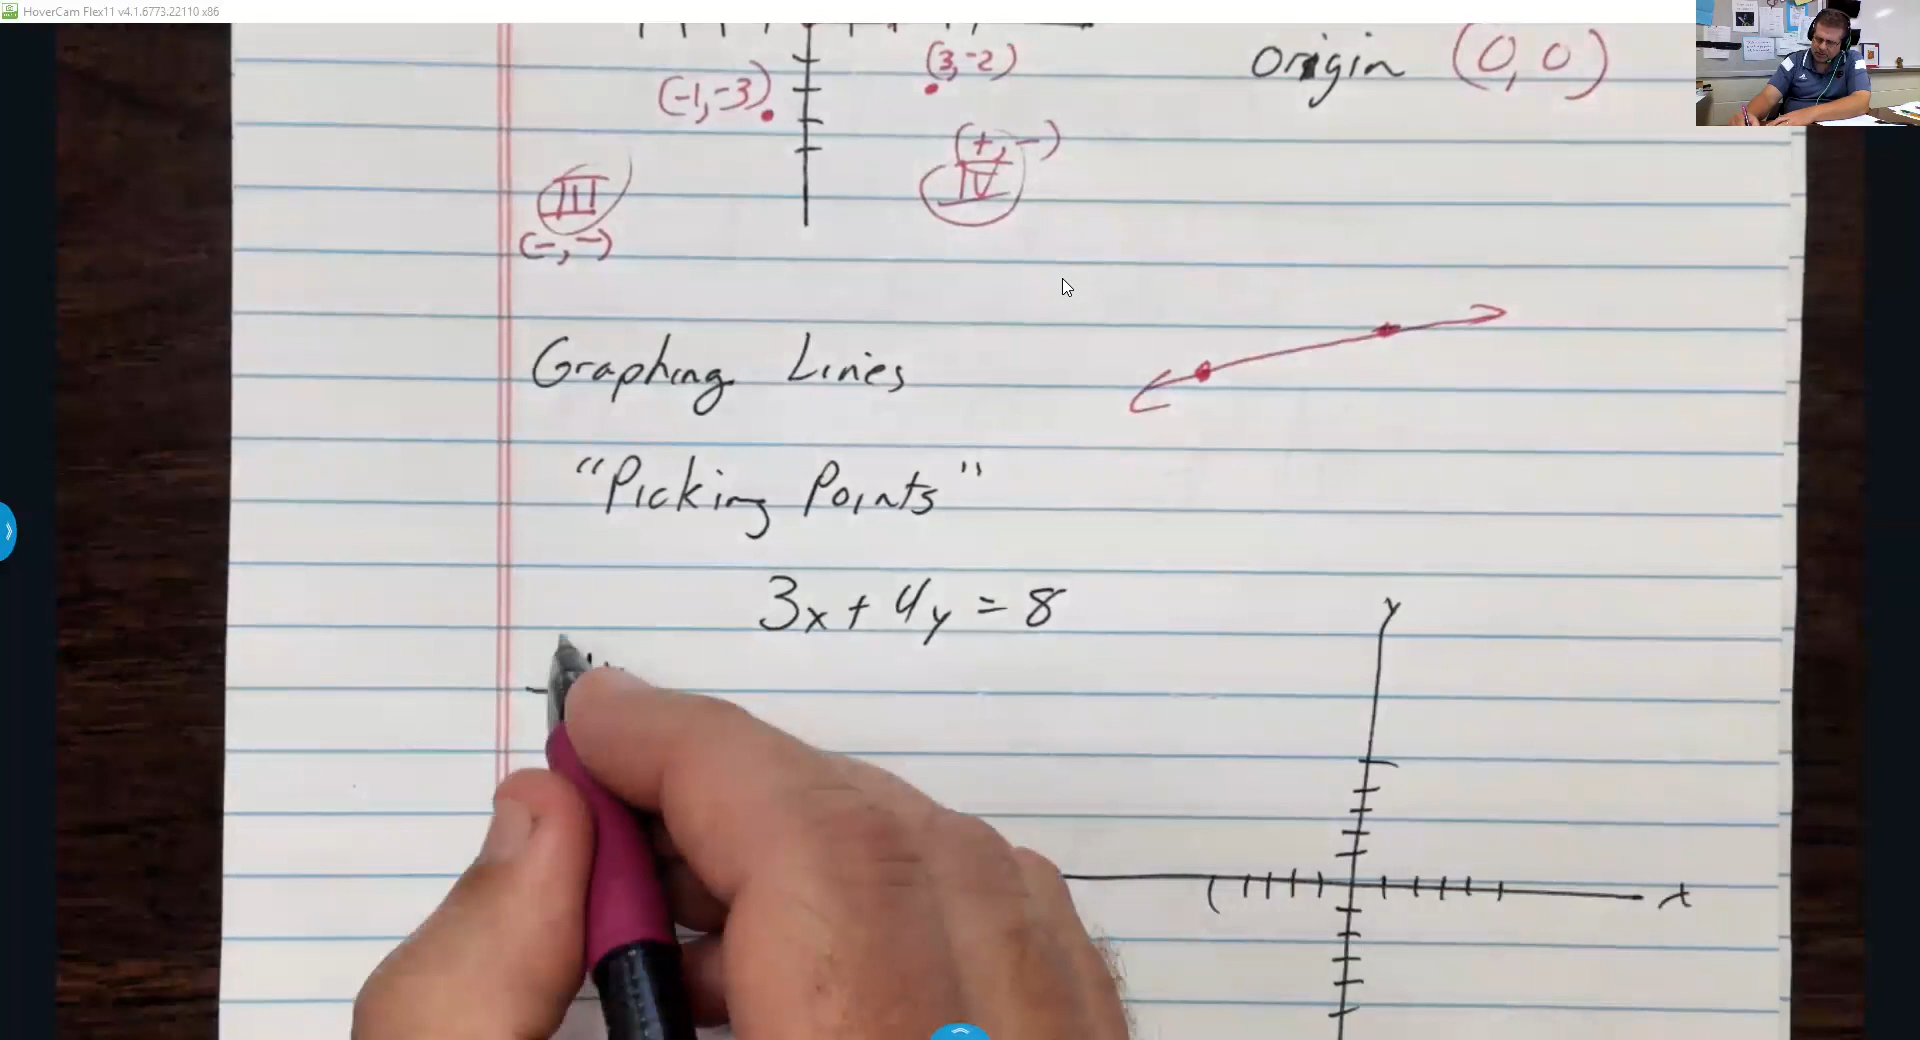 HoverCam Flex11 v4.1.6773.22110 x86
(3,-2)
Origin (0,0)
(-1,-3)
(+,-)
IV
III
(-,-)
Graphing Lines
"Picking Points"
3x + 4y = 8
y
x